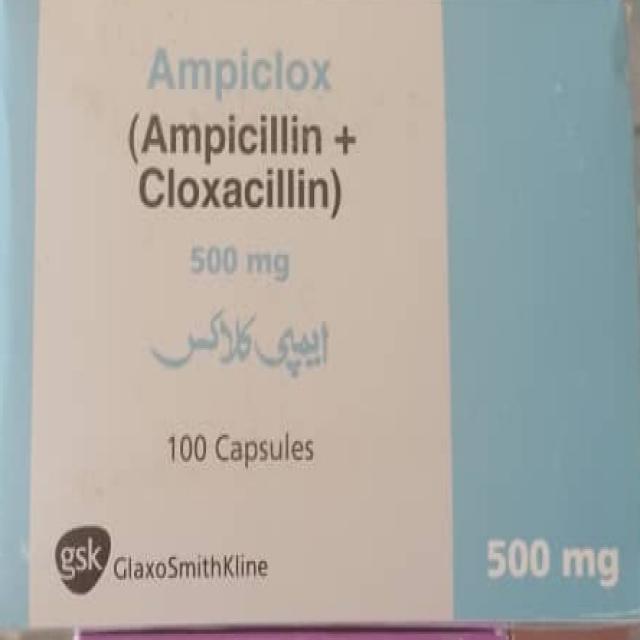 Ampiclox
(Ampicillin +
Cloxacillin)
500 mg
ایمپی کلاکس
100 Capsules
gsk GlaxoSmithKline
500 mg